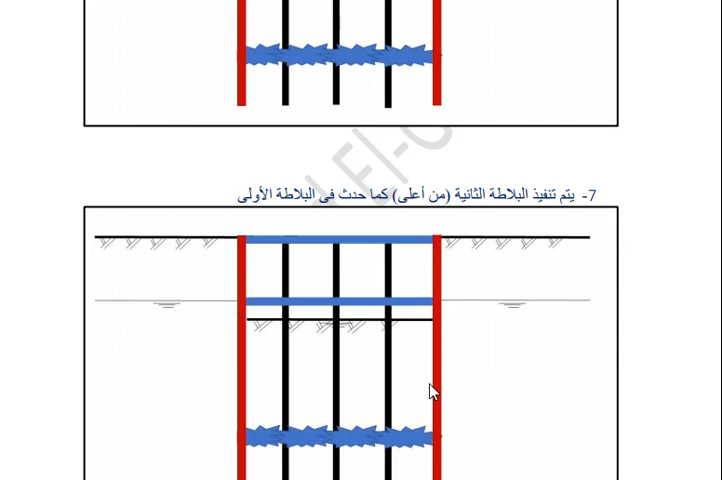 7- يتم تنفيذ البلاطة الثانية (من أعلى) كما حدث فى البلاطة الأولى